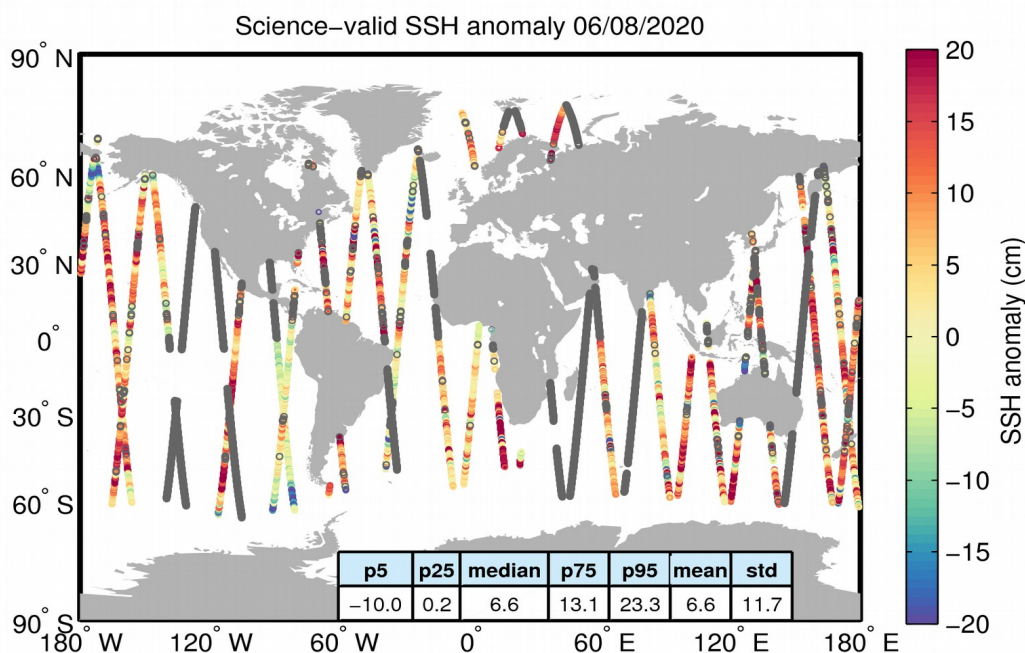 Science−valid SSH anomaly 06/08/2020
90° N
60° N
30° N
0°
30° S
60° S
90° S
180° W
120° W
60° W
0°
60° E
120° E
180° E
p5 p25 median p75 p95 mean std
−10.0 0.2 6.6 13.1 23.3 6.6 11.7
20
15
10
5
0
−5
−10
−15
−20
SSH anomaly (cm)